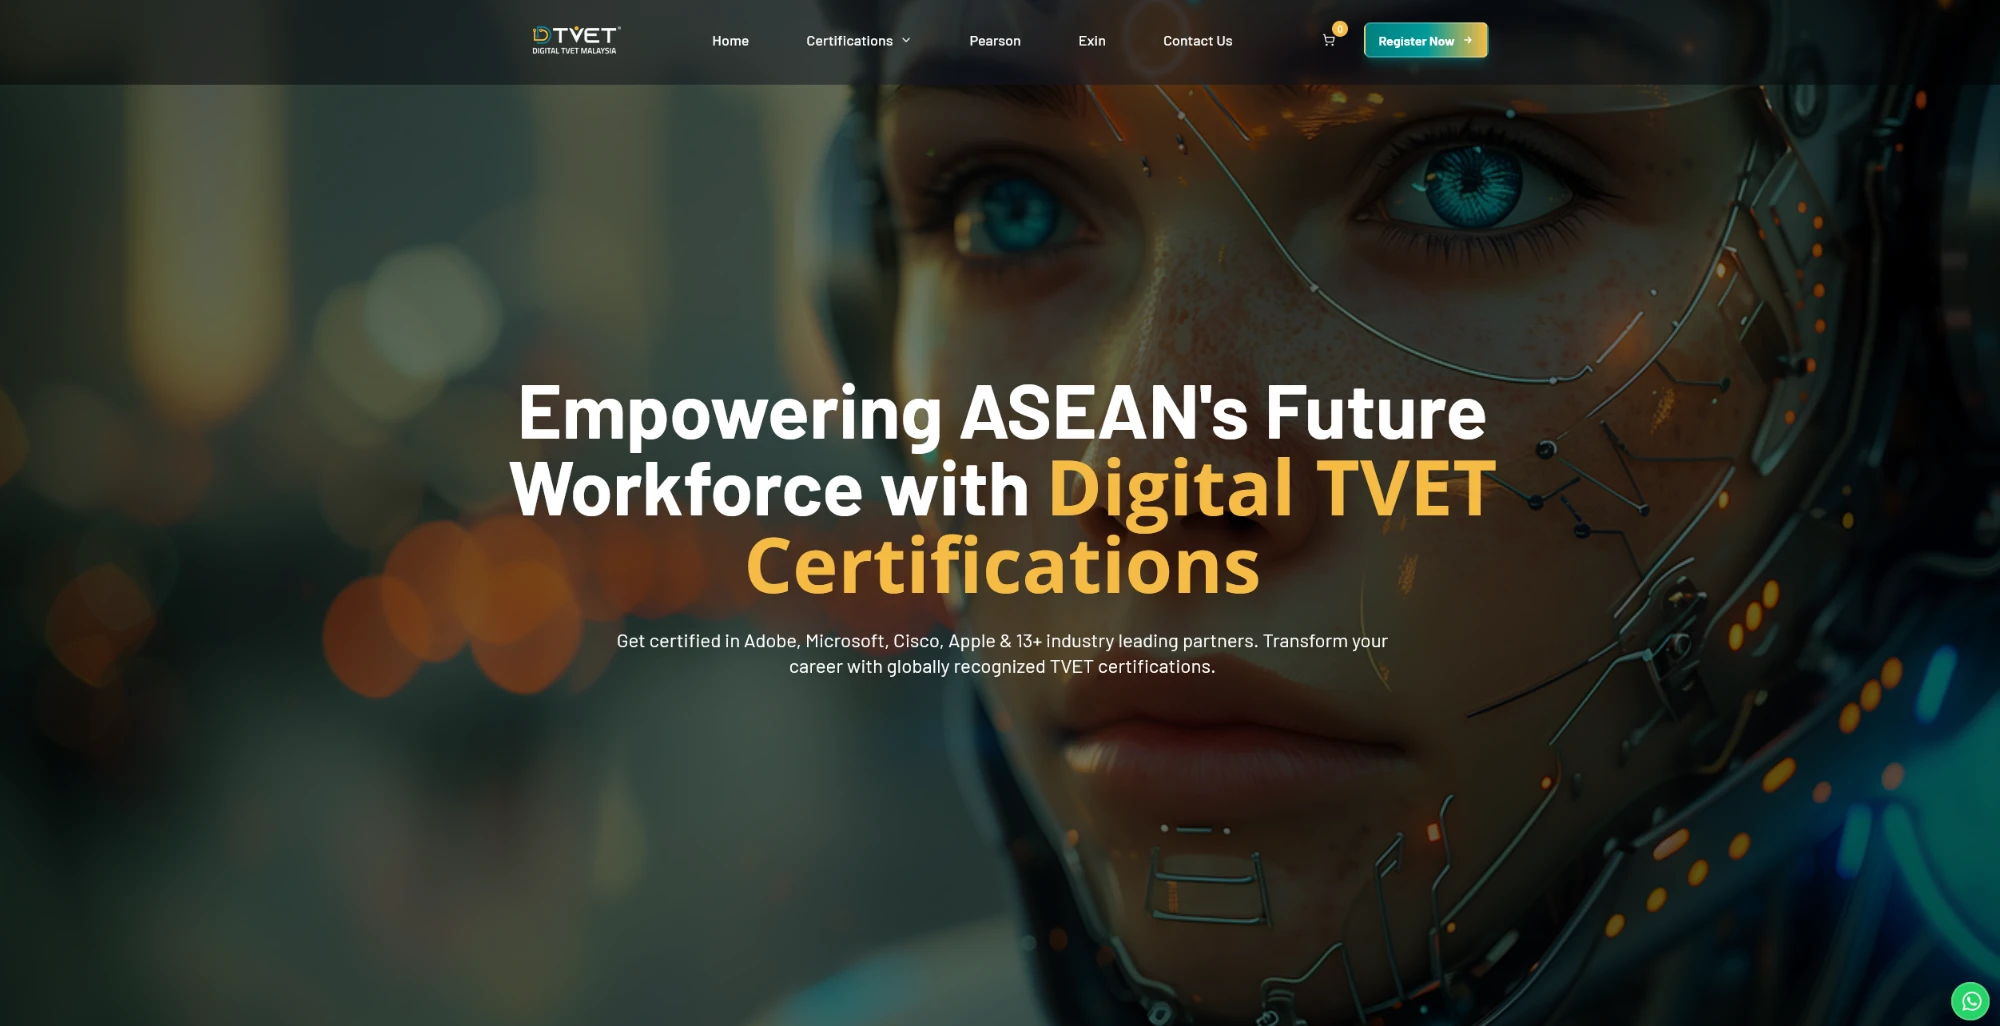 DTVET
DIGITAL TVET MALAYSIA
Home
Certifications
Pearson
Exin
Contact Us
0
Register Now
Empowering ASEAN's Future
Workforce with Digital TVET
Certifications
Get certified in Adobe, Microsoft, Cisco, Apple & 13+ industry leading partners. Transform your
career with globally recognized TVET certifications.